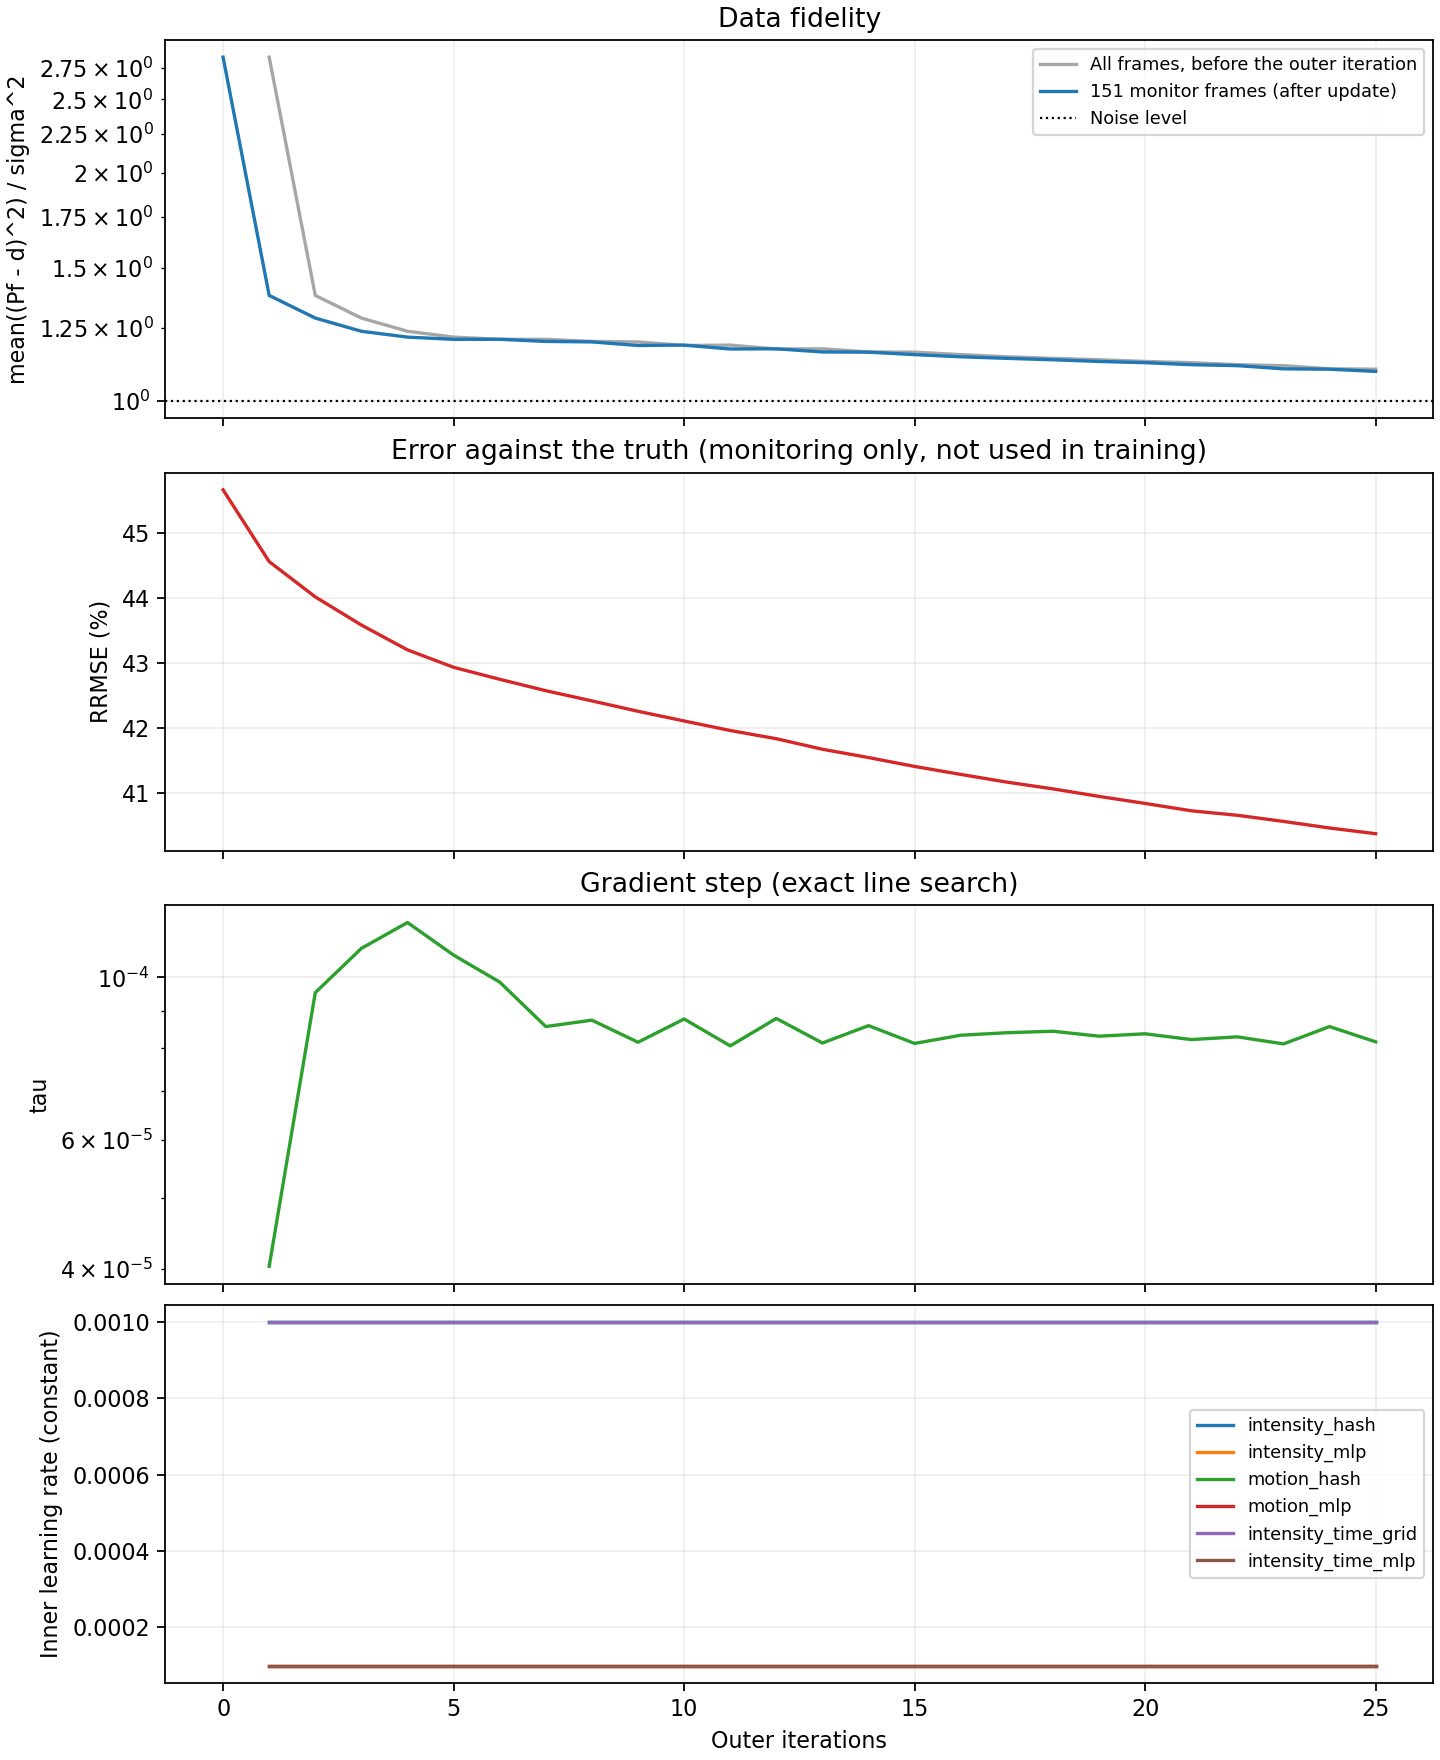 Data fidelity
mean((Pf - d)^2) / sigma^2
2.75 × 10⁰
2.5 × 10⁰
2.25 × 10⁰
2 × 10⁰
1.75 × 10⁰
1.5 × 10⁰
1.25 × 10⁰
10⁰
All frames, before the outer iteration
151 monitor frames (after update)
Noise level
Error against the truth (monitoring only, not used in training)
RRMSE (%)
45
44
43
42
41
Gradient step (exact line search)
tau
10⁻⁴
6 × 10⁻⁵
4 × 10⁻⁵
Inner learning rate (constant)
0.0010
0.0008
0.0006
0.0004
0.0002
intensity_hash
intensity_mlp
motion_hash
motion_mlp
intensity_time_grid
intensity_time_mlp
0 5 10 15 20 25
Outer iterations